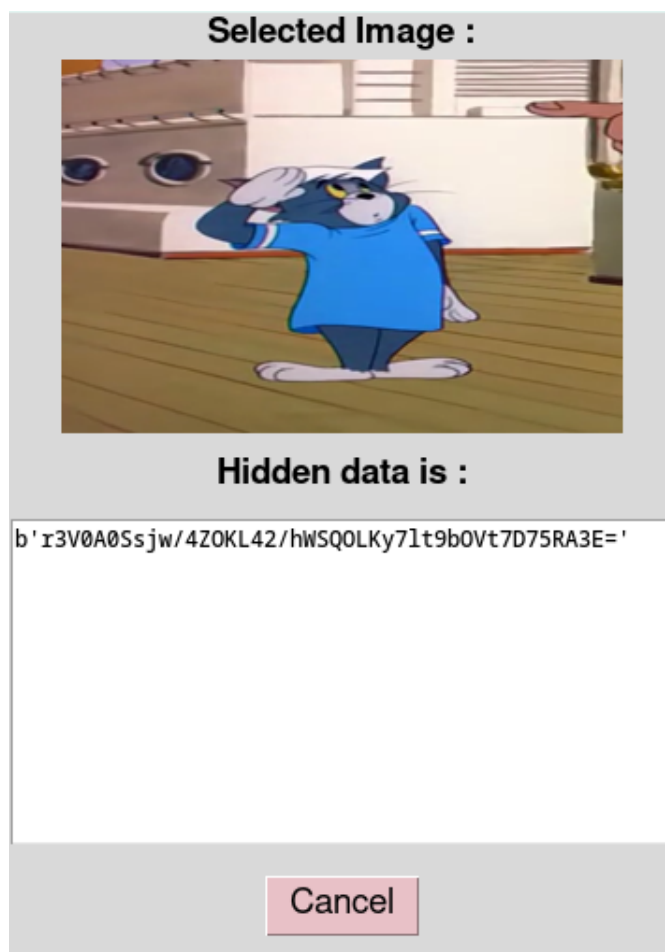 Selected Image :
Hidden data is :
b'r3V0A0Ssjw/4ZOKL42/hWSQOLKy7lt9bOVt7D75RA3E='
Cancel